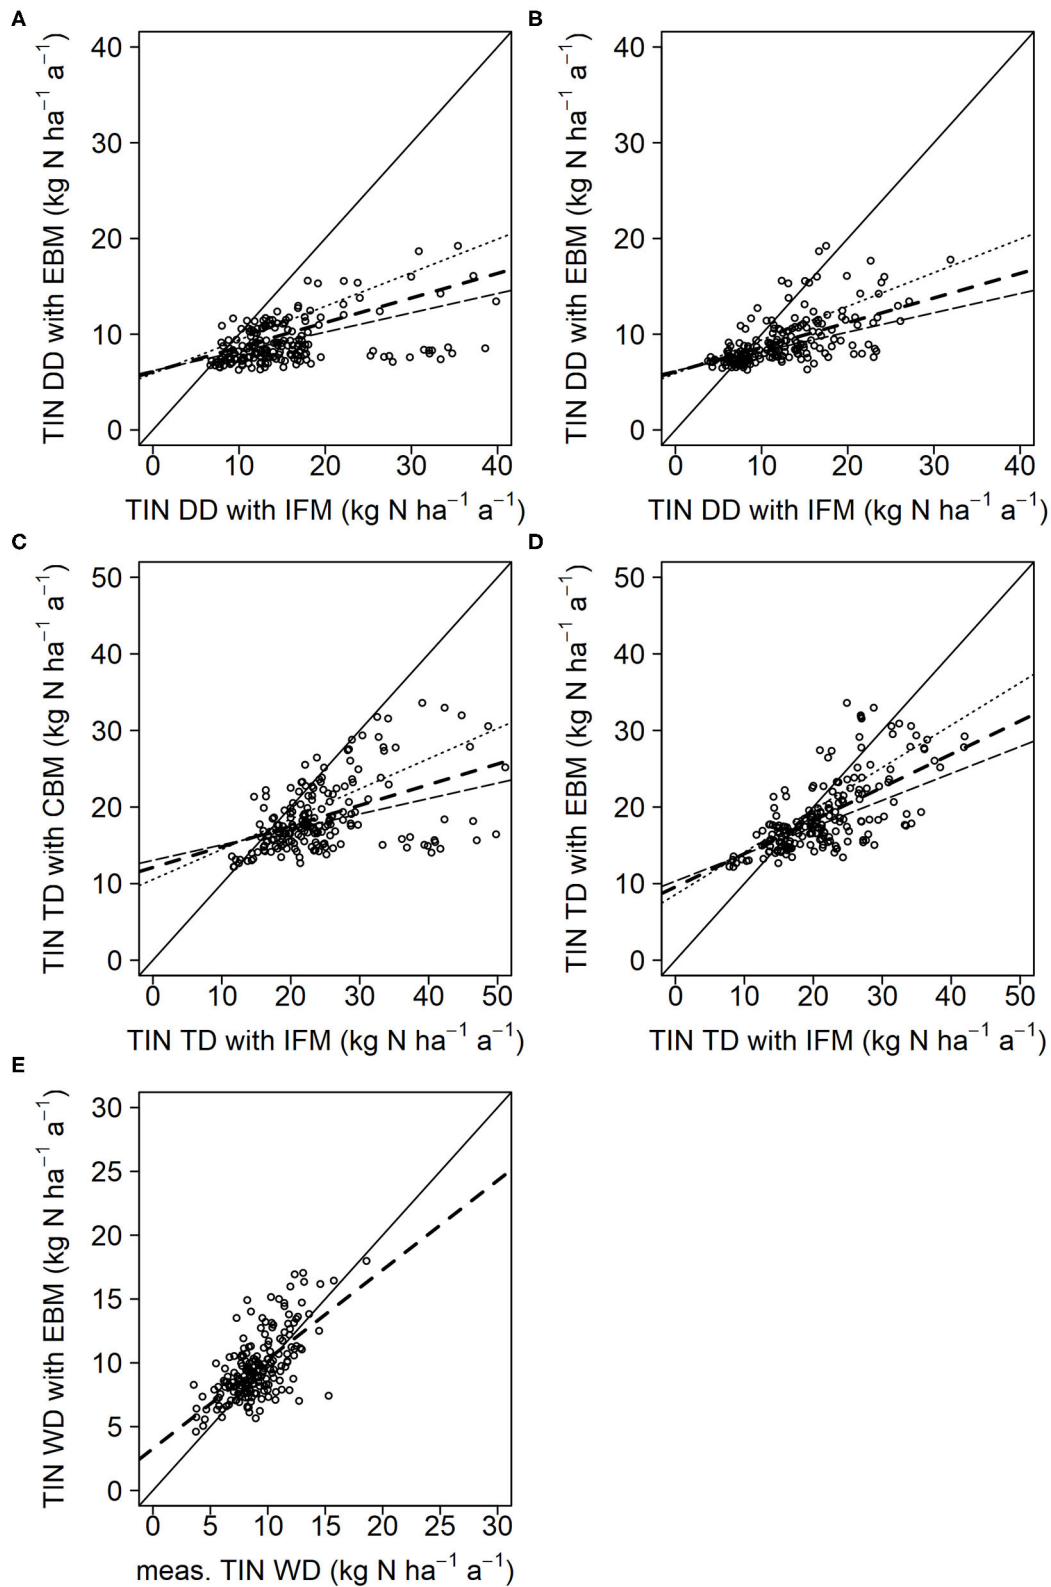 A
B
TIN DD with EBM (kg N ha⁻¹ a⁻¹)
40
30
20
10
0
0 10 20 30 40
TIN DD with IFM (kg N ha⁻¹ a⁻¹)
TIN DD with EBM (kg N ha⁻¹ a⁻¹)
40
30
20
10
0
0 10 20 30 40
TIN DD with IFM (kg N ha⁻¹ a⁻¹)
C
D
TIN TD with CBM (kg N ha⁻¹ a⁻¹)
50
40
30
20
10
0
0 10 20 30 40 50
TIN TD with IFM (kg N ha⁻¹ a⁻¹)
TIN TD with EBM (kg N ha⁻¹ a⁻¹)
50
40
30
20
10
0
0 10 20 30 40 50
TIN TD with IFM (kg N ha⁻¹ a⁻¹)
E
TIN WD with EBM (kg N ha⁻¹ a⁻¹)
30
25
20
15
10
5
0
0 5 10 15 20 25 30
meas. TIN WD (kg N ha⁻¹ a⁻¹)